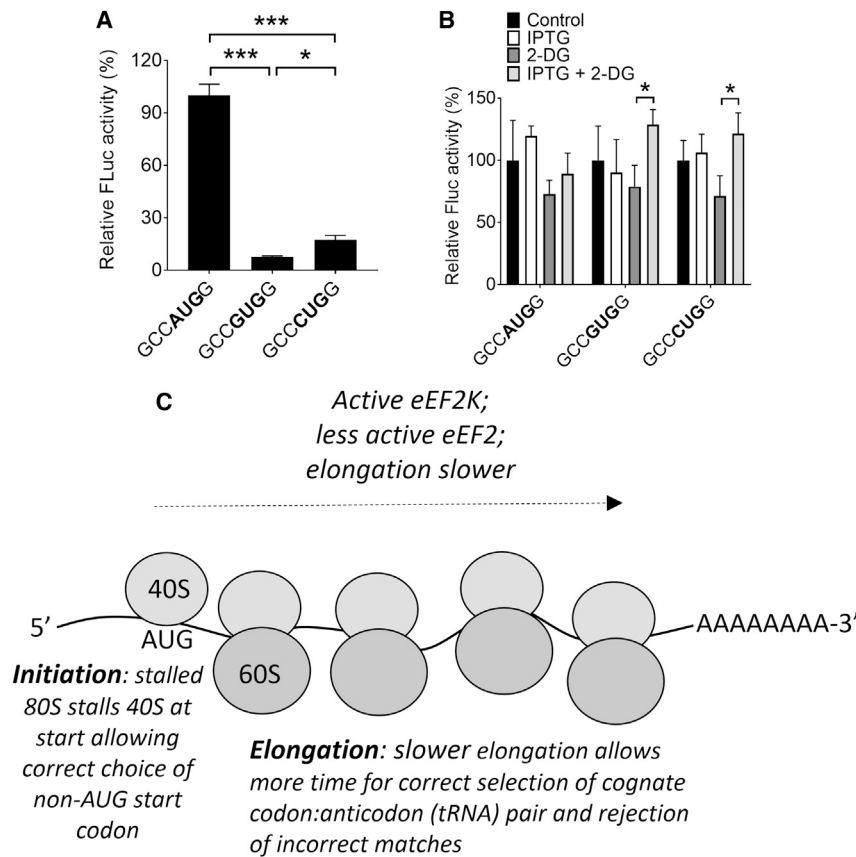 A
***
***
*
Relative FLuc activity (%)
120
90
60
30
0
GCCAUGG
GCCGUGG
GCCCUGG
B
Control
IPTG
2-DG
IPTG + 2-DG
*
*
Relative Fluc activity (%)
150
100
50
0
GCCAUGG
GCCGUGG
GCCCUGG
C
Active eEF2K;
less active eEF2;
elongation slower
40S
5’
AUG
60S
AAAAAAAA-3’
Initiation: stalled
80S stalls 40S at
start allowing
correct choice of
non-AUG start
codon
Elongation: slower elongation allows
more time for correct selection of cognate
codon:anticodon (tRNA) pair and rejection
of incorrect matches